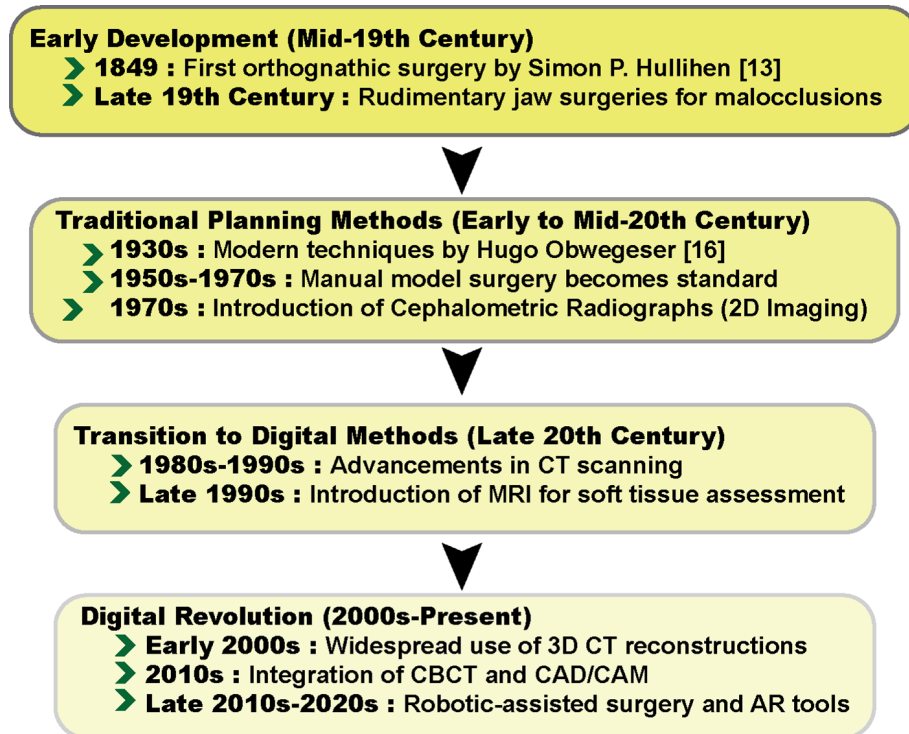 Early Development (Mid-19th Century)
1849 : First orthognathic surgery by Simon P. Hullihen [13]
Late 19th Century : Rudimentary jaw surgeries for malocclusions
Traditional Planning Methods (Early to Mid-20th Century)
1930s : Modern techniques by Hugo Obwegeser [16]
1950s-1970s : Manual model surgery becomes standard
1970s : Introduction of Cephalometric Radiographs (2D Imaging)
Transition to Digital Methods (Late 20th Century)
1980s-1990s : Advancements in CT scanning
Late 1990s : Introduction of MRI for soft tissue assessment
Digital Revolution (2000s-Present)
Early 2000s : Widespread use of 3D CT reconstructions
2010s : Integration of CBCT and CAD/CAM
Late 2010s-2020s : Robotic-assisted surgery and AR tools